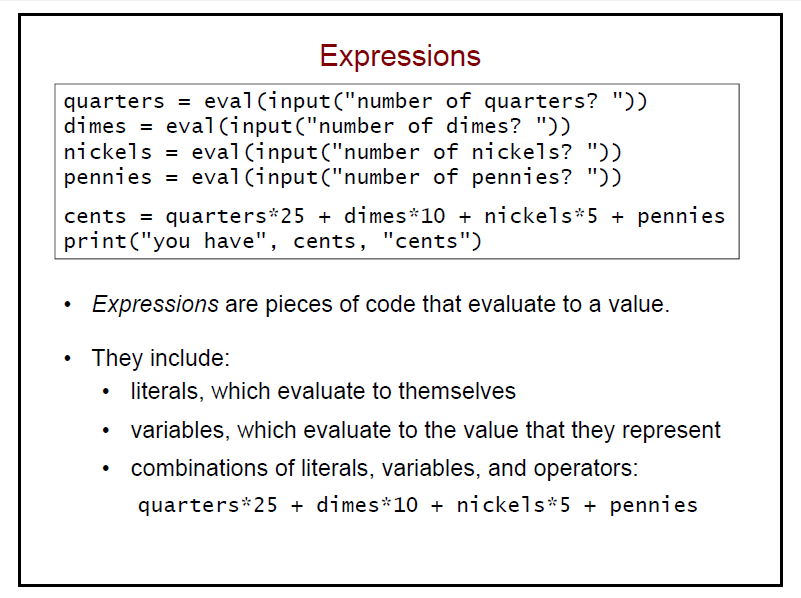 Expressions
quarters = eval(input("number of quarters? "))
dimes = eval(input("number of dimes? "))
nickels = eval(input("number of nickels? "))
pennies = eval(input("number of pennies? "))
cents = quarters*25 + dimes*10 + nickels*5 + pennies
print("you have", cents, "cents")
• Expressions are pieces of code that evaluate to a value.
• They include:
• literals, which evaluate to themselves
• variables, which evaluate to the value that they represent
• combinations of literals, variables, and operators:
quarters*25 + dimes*10 + nickels*5 + pennies